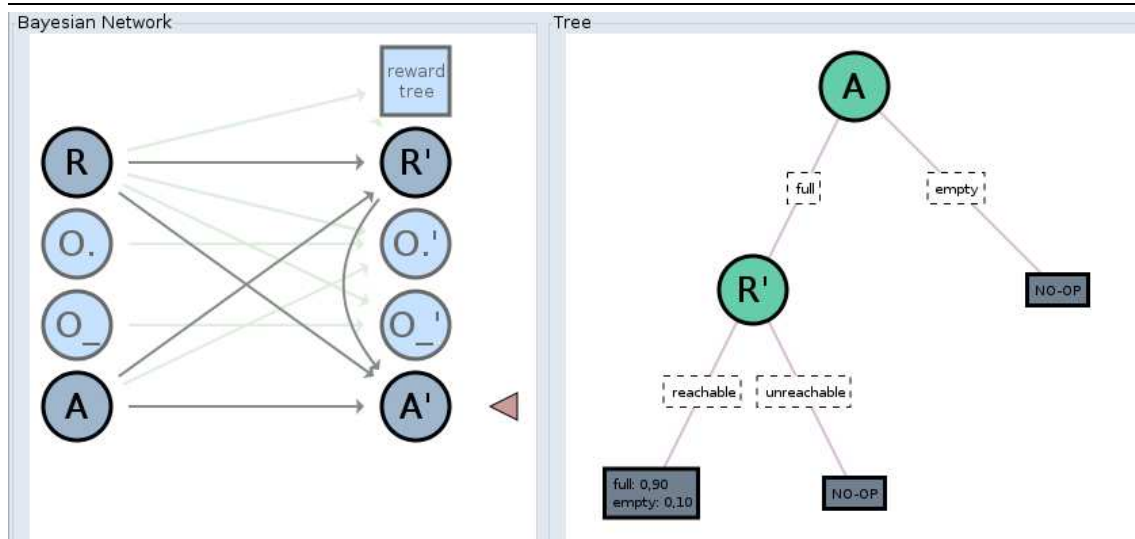 Bayesian Network
Tree
reward
tree
R
R'
O.
O.'
O_
O_'
A
A'
A
full
empty
R'
NO-OP
reachable
unreachable
full: 0,90
empty: 0,10
NO-OP